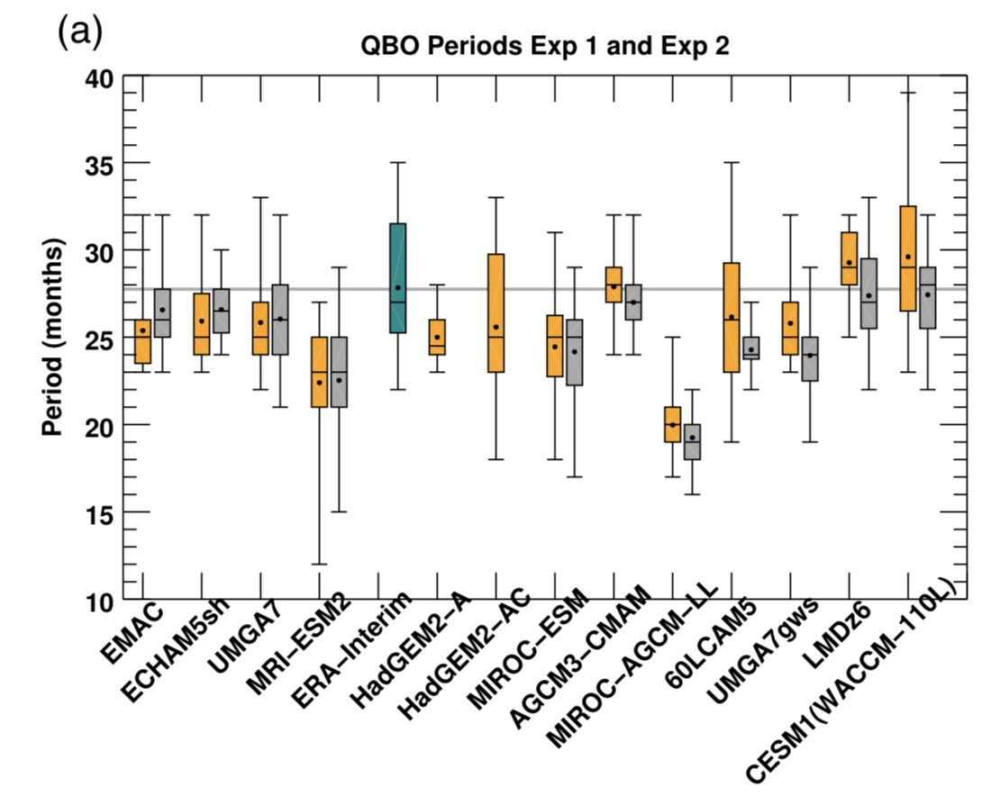 (a)
QBO Periods Exp 1 and Exp 2
Period (months)
40
35
30
25
20
15
10
EMAC
ECHAM5sh
UMGA7
MRI−ESM2
ERA−Interim
HadGEM2−A
HadGEM2−AC
MIROC−ESM
AGCM3−CMAM
MIROC−AGCM−LL
60LCAM5
UMGA7gws
LMDz6
CESM1(WACCM−110L)